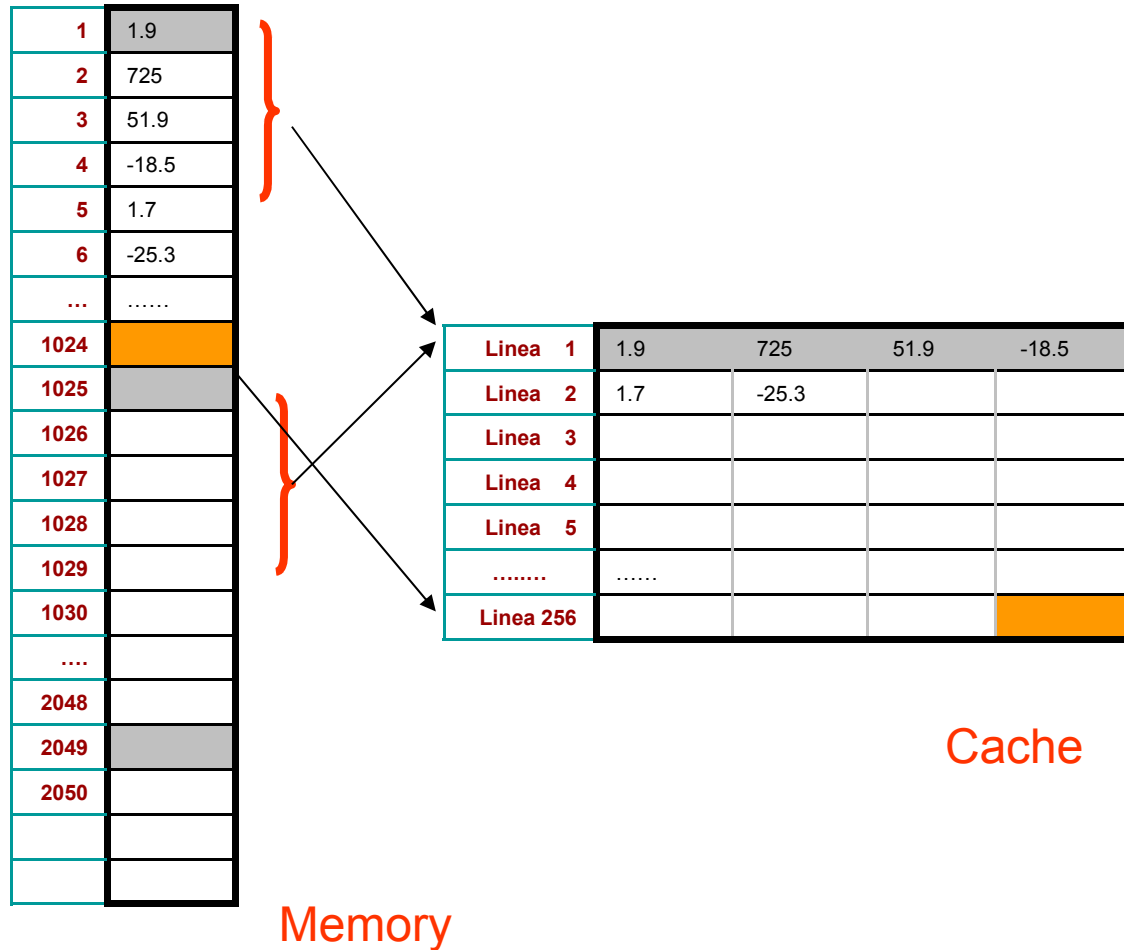 1 1.9
2 725
3 51.9
4 -18.5
5 1.7
6 -25.3
... ......
1024
1025
1026
1027
1028
1029
1030
....
2048
2049
2050
Memory
Linea 1 1.9 725 51.9 -18.5
Linea 2 1.7 -25.3
Linea 3
Linea 4
Linea 5
........ ......
Linea 256
Cache